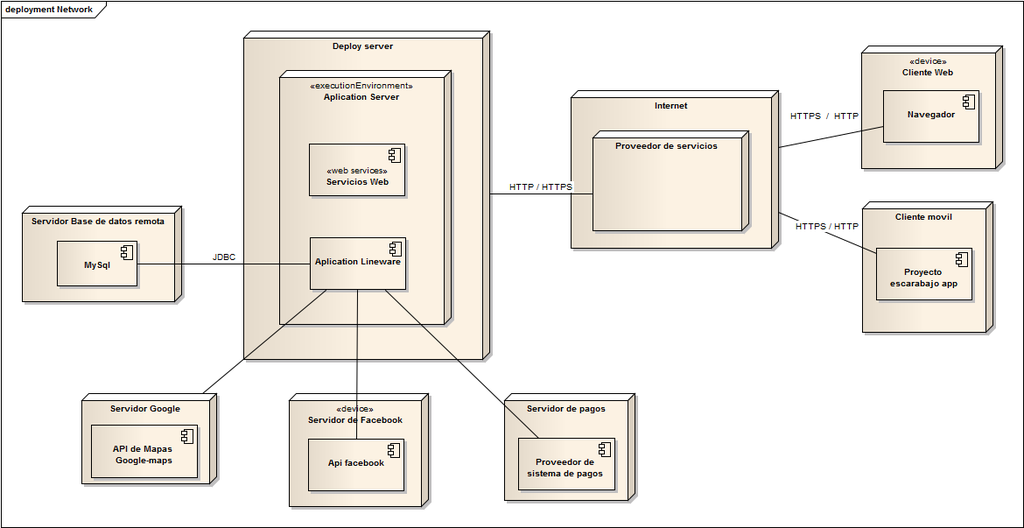 deployment Network
Deploy server
«executionEnvironment»
Aplication Server
«web services»
Servicios Web
Aplication Lineware
Servidor Base de datos remota
MySql
JDBC
HTTP / HTTPS
Internet
Proveedor de servicios
HTTPS / HTTP
«device»
Cliente Web
Navegador
HTTPS / HTTP
Cliente movil
Proyecto
escarabajo app
Servidor Google
API de Mapas
Google-maps
«device»
Servidor de Facebook
Api facebook
Servidor de pagos
Proveedor de
sistema de pagos